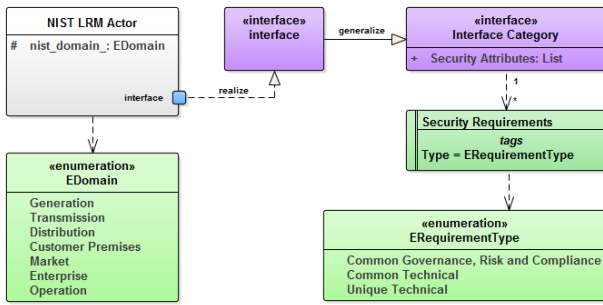 NIST LRM Actor
# nist_domain_: EDomain
interface
realize
«interface»
interface
generalize
«interface»
Interface Category
+ Security Attributes: List
1
*
Security Requirements
tags
Type = ERequirementType
«enumeration»
EDomain
Generation
Transmission
Distribution
Customer Premises
Market
Enterprise
Operation
«enumeration»
ERequirementType
Common Governance, Risk and Compliance
Common Technical
Unique Technical